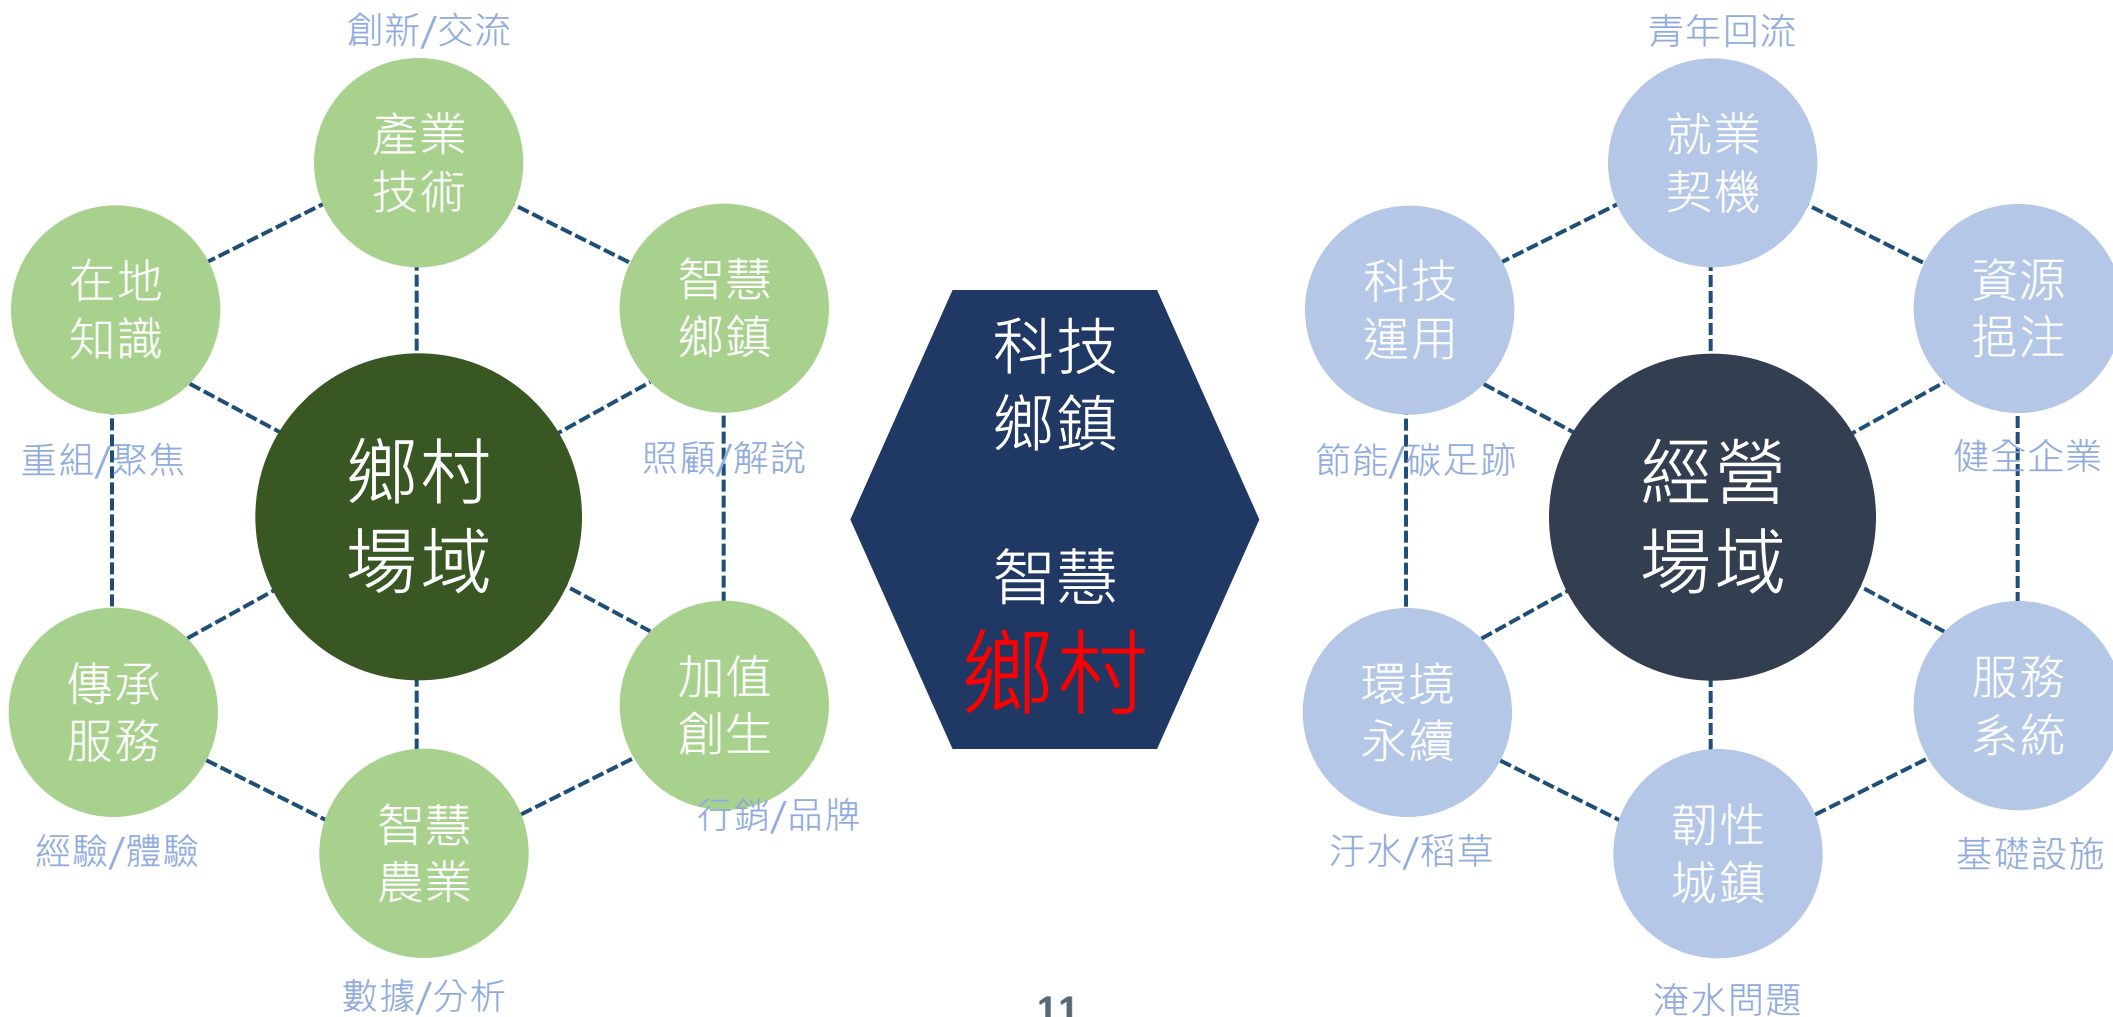 創新/交流
產業
技術
在地
知識
智慧
鄉鎮
重組/聚焦
照顧/解說
鄉村
場域
傳承
服務
加值
創生
經驗/體驗
行銷/品牌
智慧
農業
數據/分析
科技
鄉鎮
智慧
鄉村
青年回流
就業
契機
科技
運用
資源
挹注
節能/碳足跡
健全企業
經營
場域
環境
永續
服務
系統
汙水/稻草
基礎設施
韌性
城鎮
淹水問題
11